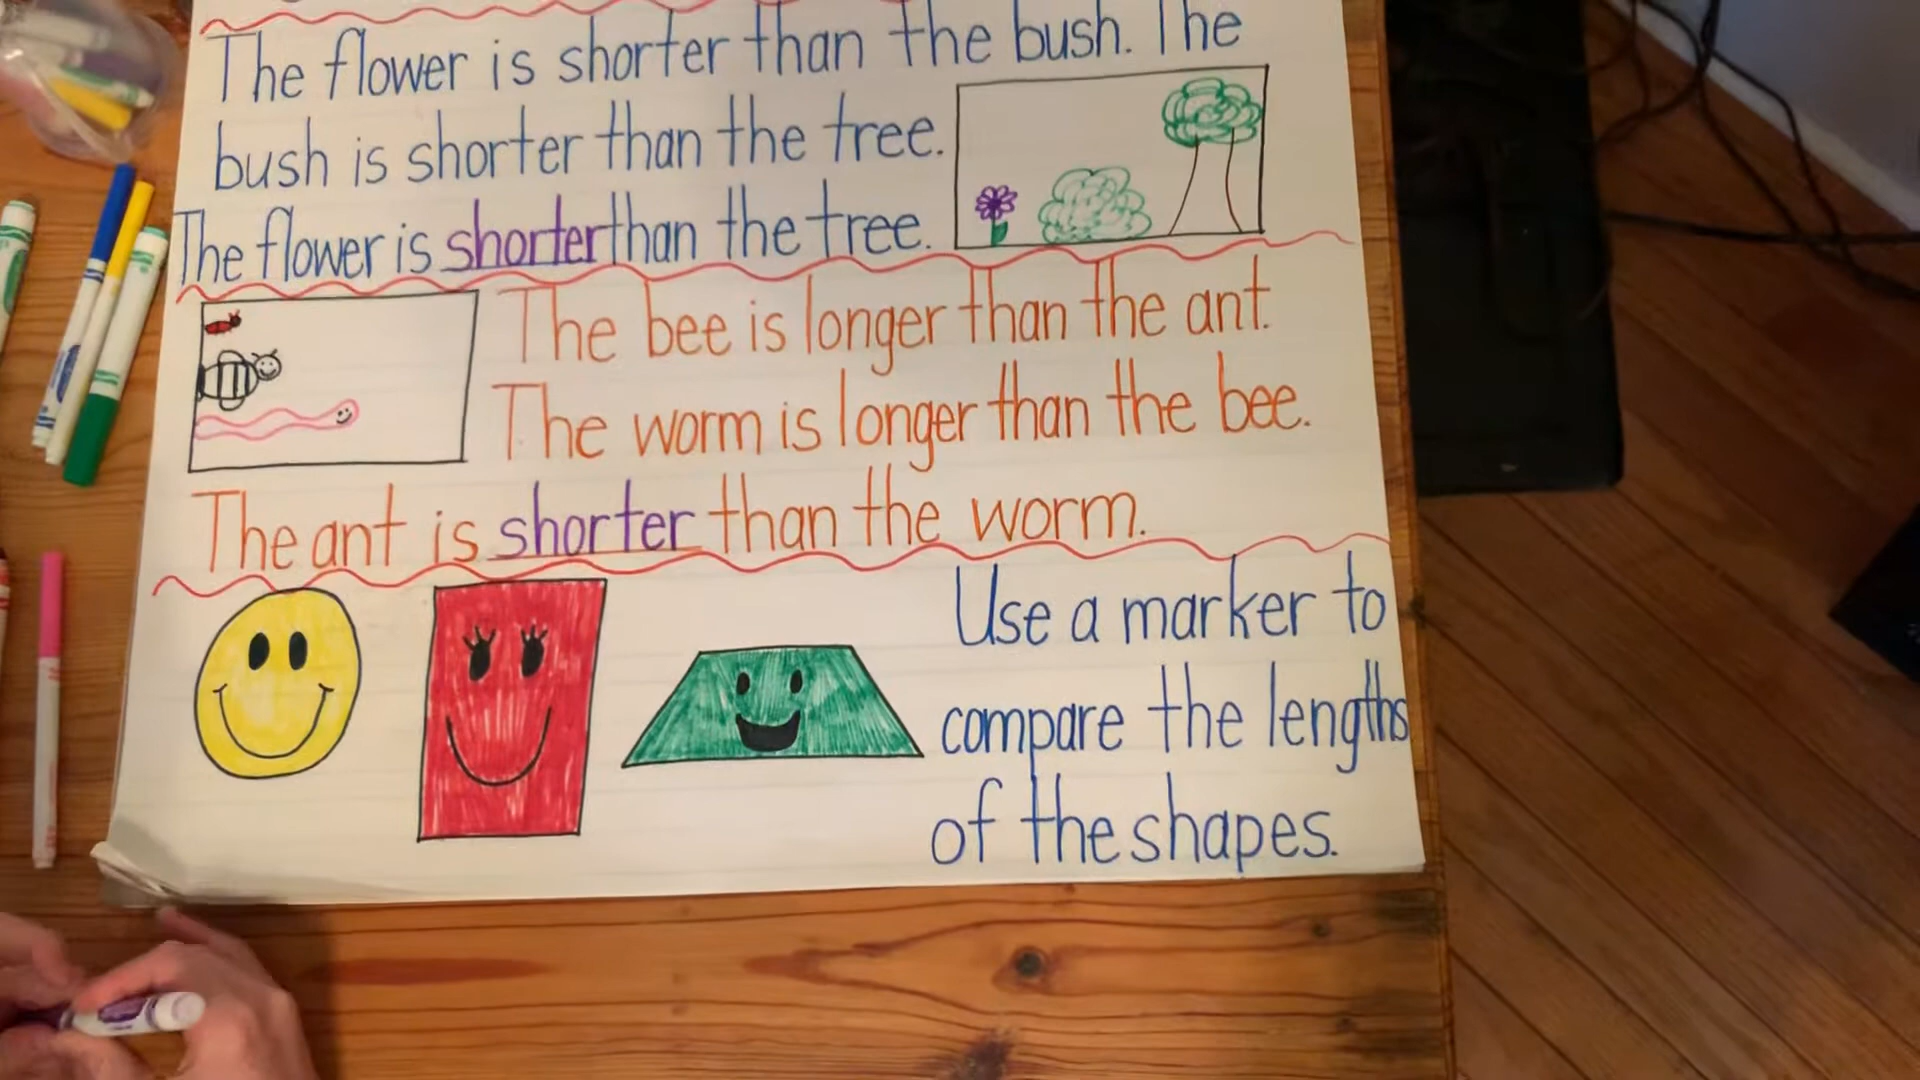 The flower is shorter than the bush. The
bush is shorter than the tree.
The flower is shorter than the tree.
The bee is longer than the ant.
The worm is longer than the bee.
The ant is shorter than the worm.
Use a marker to
compare the lengths
of the shapes.